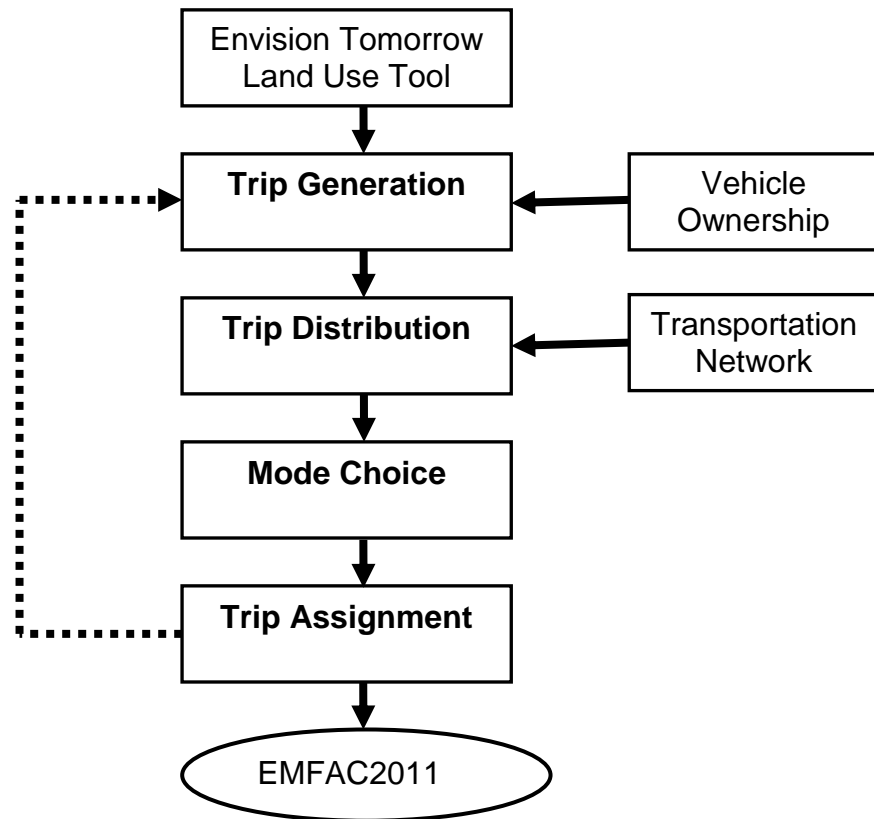 Envision Tomorrow
Land Use Tool
Trip Generation
Vehicle
Ownership
Trip Distribution
Transportation
Network
Mode Choice
Trip Assignment
EMFAC2011